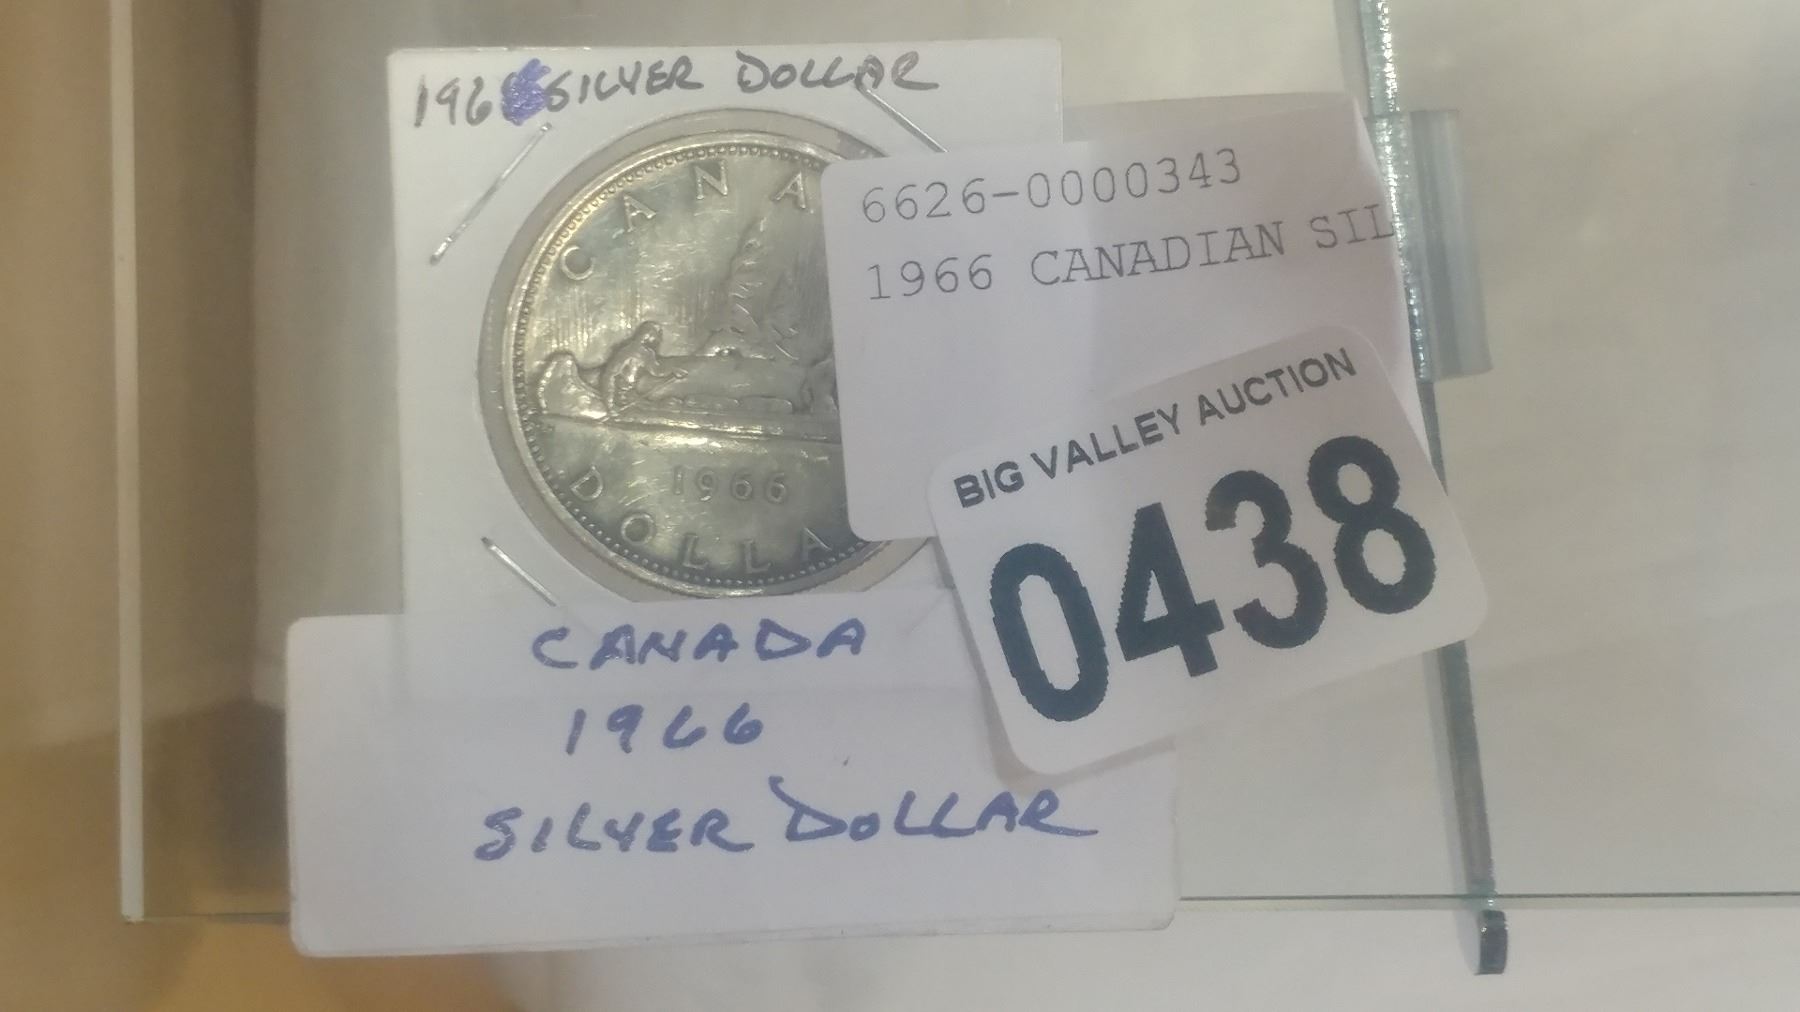 196 SILVER DOLLAR
CANA
1966
DOLLA
6626-0000343
1966 CANADIAN SIL
BIG VALLEY AUCTION
0438
CANADA
1966
SILVER DOLLAR